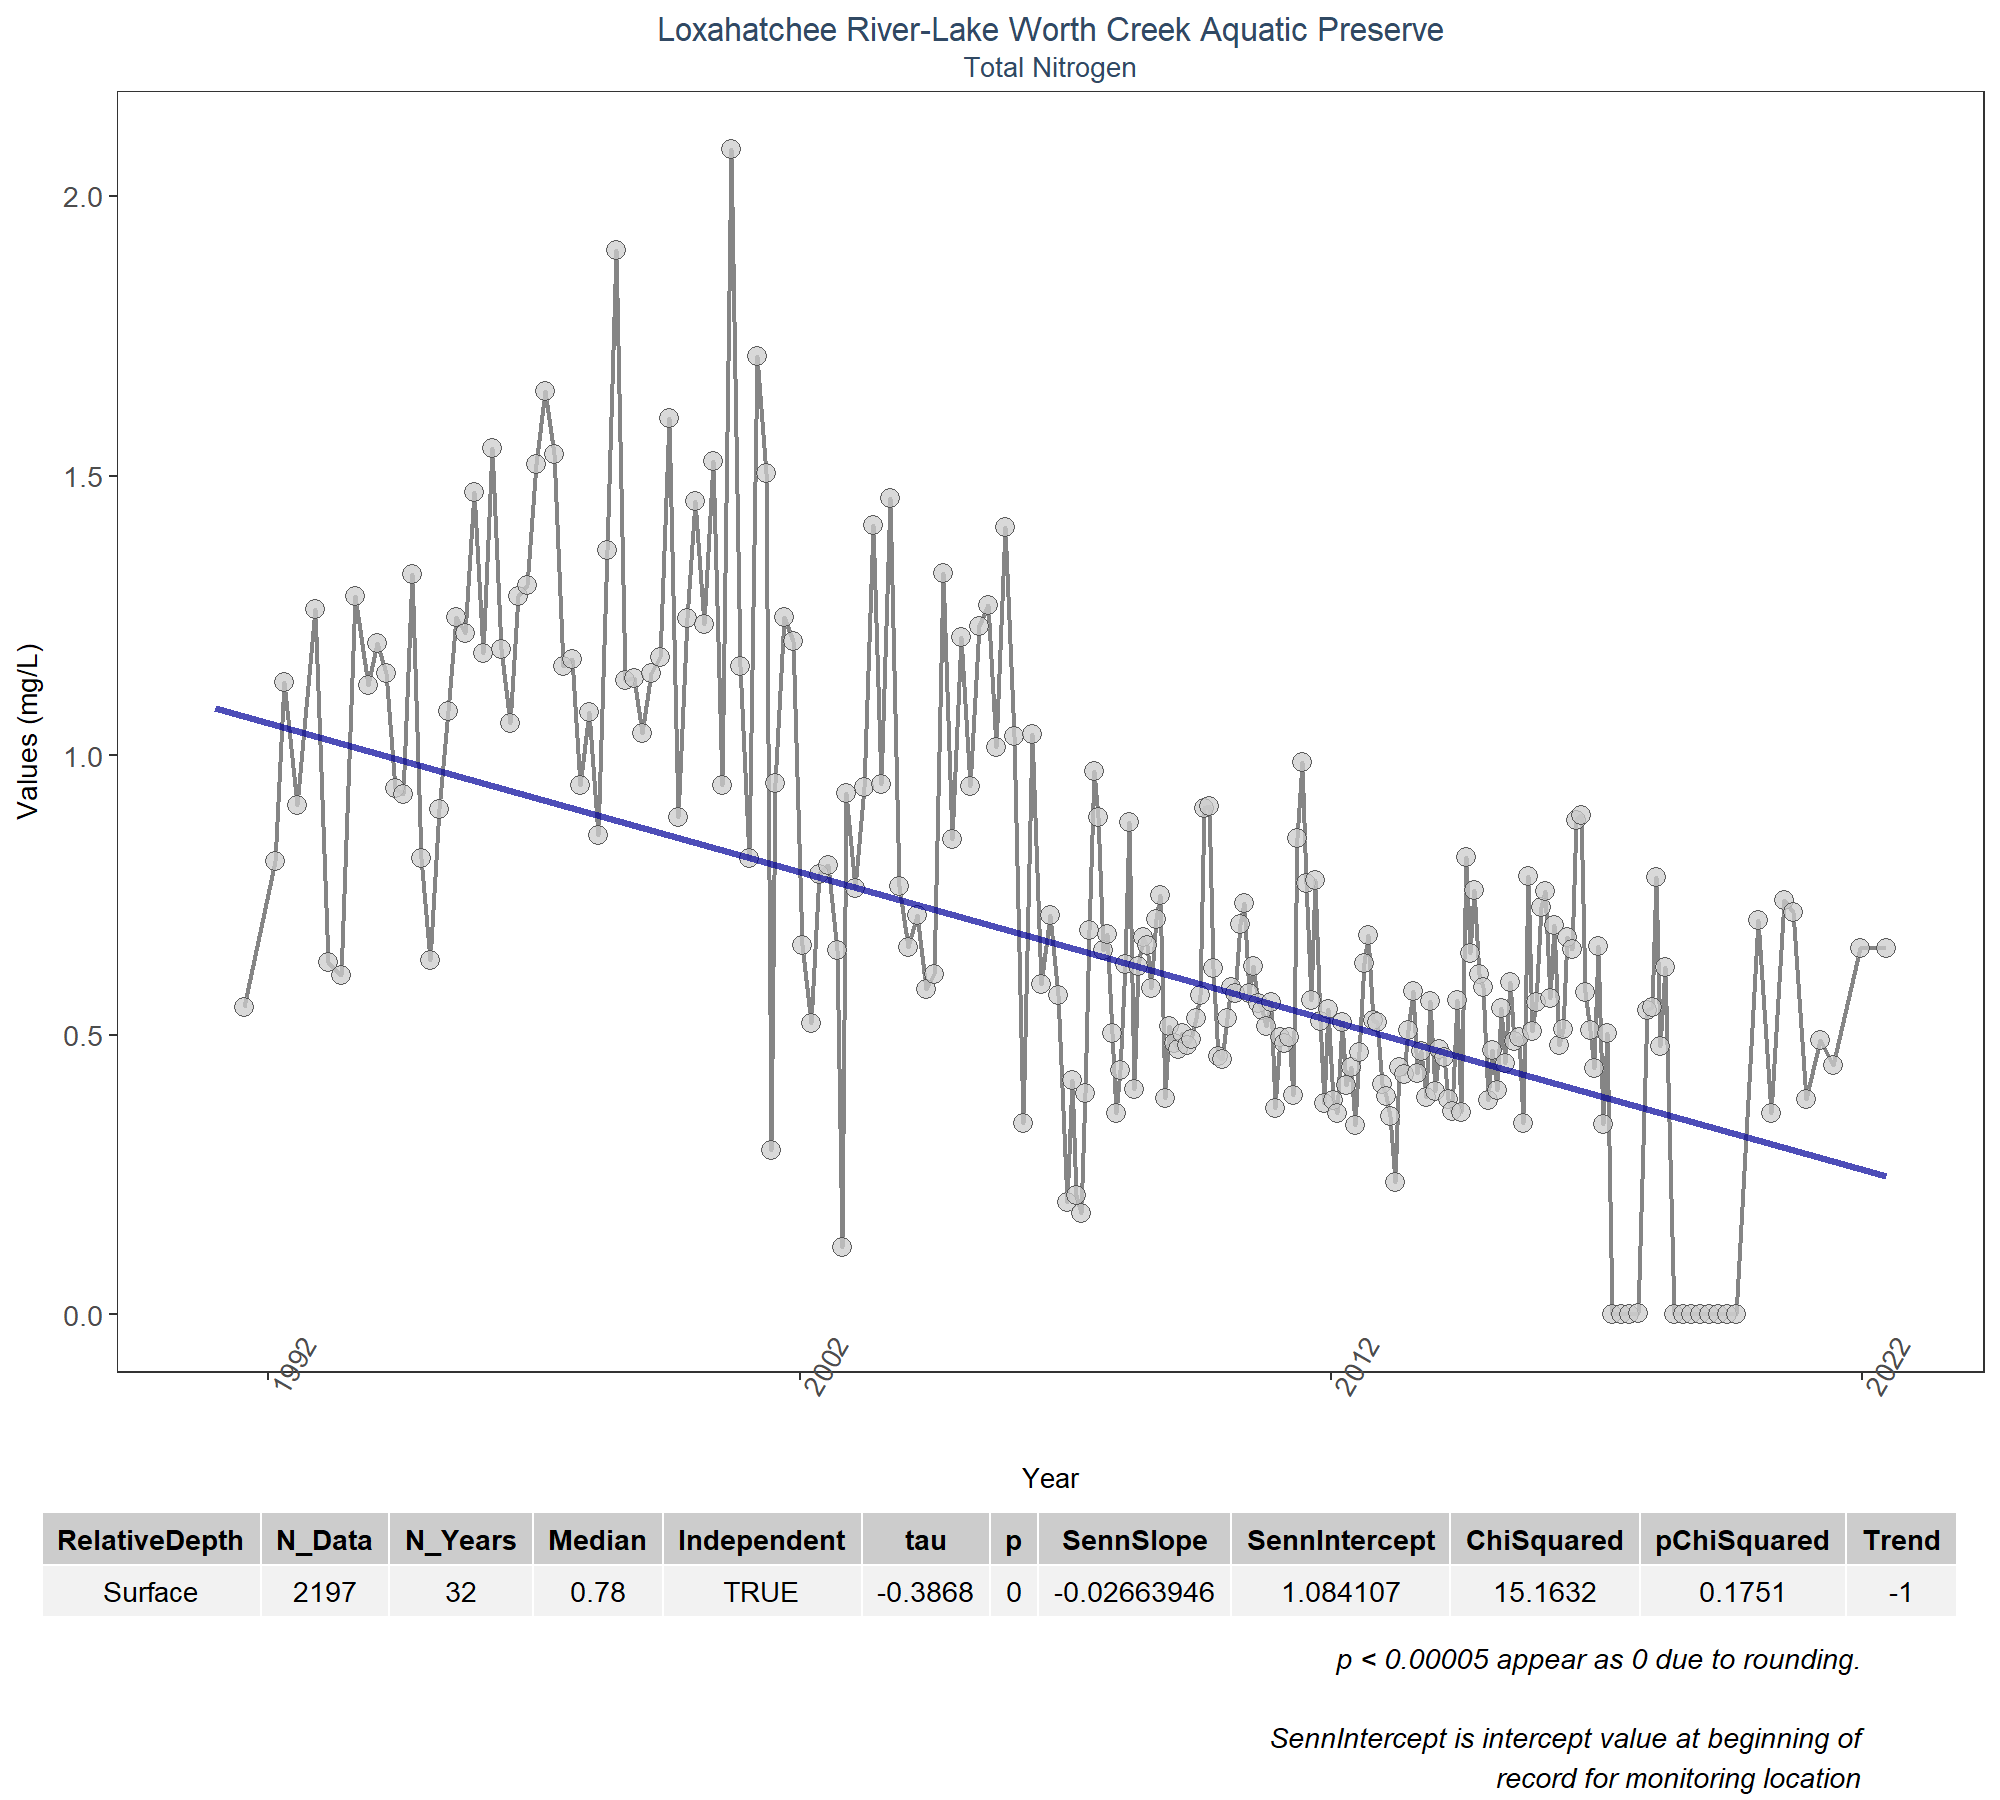 Loxahatchee River-Lake Worth Creek Aquatic Preserve
Total Nitrogen
Values (mg/L)
2.0
1.5
1.0
0.5
0.0
1992 2002 2012 2022
Year
RelativeDepth N_Data N_Years Median Independent tau p SennSlope SennIntercept ChiSquared pChiSquared Trend
Surface 2197 32 0.78 TRUE -0.3868 0 -0.02663946 1.084107 15.1632 0.1751 -1
p < 0.00005 appear as 0 due to rounding.
SennIntercept is intercept value at beginning of
record for monitoring location